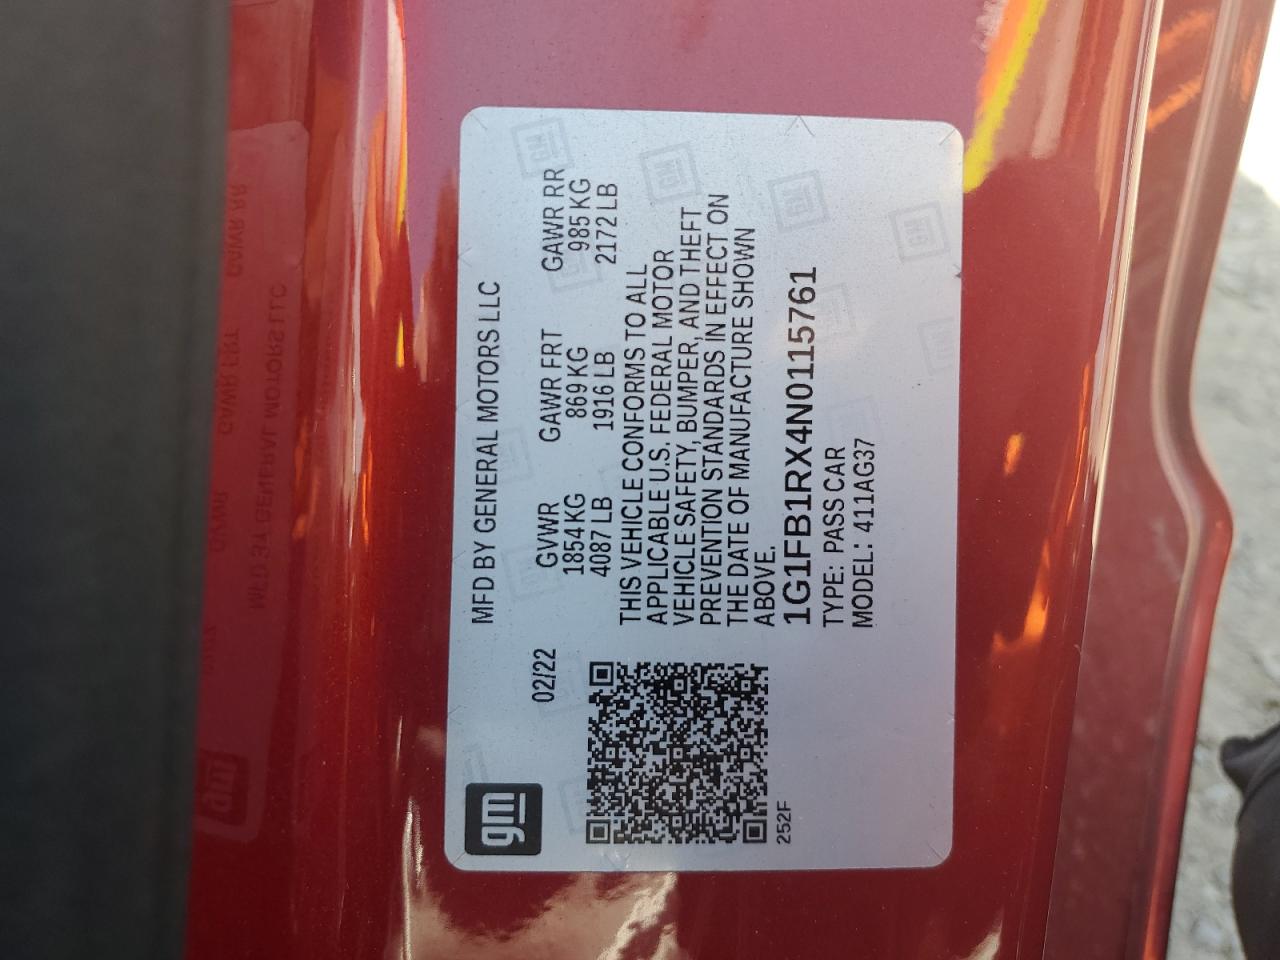 gm
MFD BY GENERAL MOTORS LLC
02/22
GVWR GAWR FRT GAWR RR
1854 KG 869 KG 985 KG
4087 LB 1916 LB 2172 LB
THIS VEHICLE CONFORMS TO ALL
APPLICABLE U.S. FEDERAL MOTOR
VEHICLE SAFETY, BUMPER, AND THEFT
PREVENTION STANDARDS IN EFFECT ON
THE DATE OF MANUFACTURE SHOWN
ABOVE.
1G1FB1RX4N0115761
TYPE: PASS CAR
MODEL: 411AG37
252F